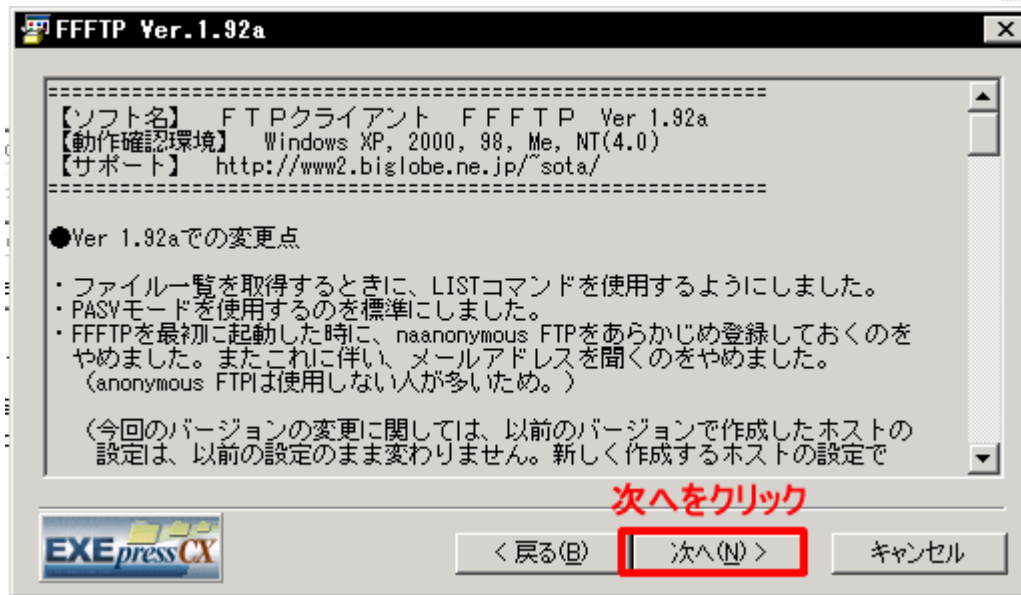 FFFTP Ver.1.92a
============================================================
【ソフト名】　ＦＴＰクライアント　ＦＦＦＴＰ　Ver 1.92a
【動作確認環境】　Windows XP, 2000, 98, Me, NT(4.0)
【サポート】　http://www2.biglobe.ne.jp/~sota/
============================================================
●Ver 1.92aでの変更点
・ファイル一覧を取得するときに、LISTコマンドを使用するようにしました。
・PASVモードを使用するのを標準にしました。
・FFFTPを最初に起動した時に、naanonymous FTPをあらかじめ登録しておくのを
やめました。またこれに伴い、メールアドレスを聞くのをやめました。
（anonymous FTPは使用しない人が多いため。）
（今回のバージョンの変更に関しては、以前のバージョンで作成したホストの
設定は、以前の設定のまま変わりません。新しく作成するホストの設定で
次へをクリック
EXEpressCX
< 戻る(B)
次へ(N) >
キャンセル